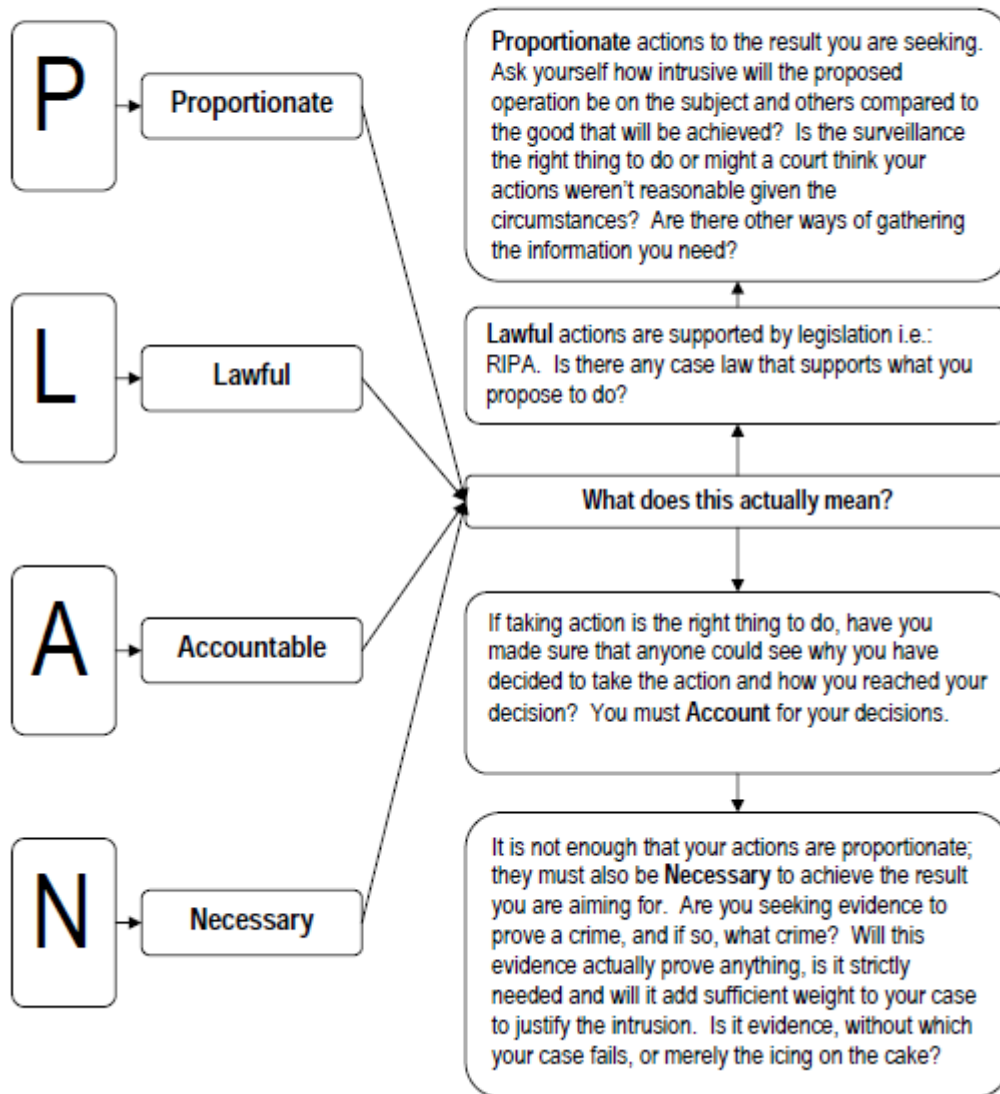 P
Proportionate
L
Lawful
A
Accountable
N
Necessary
Proportionate actions to the result you are seeking.
Ask yourself how intrusive will the proposed
operation be on the subject and others compared to
the good that will be achieved? Is the surveillance
the right thing to do or might a court think your
actions weren't reasonable given the
circumstances? Are there other ways of gathering
the information you need?
Lawful actions are supported by legislation i.e.:
RIPA. Is there any case law that supports what you
propose to do?
What does this actually mean?
If taking action is the right thing to do, have you
made sure that anyone could see why you have
decided to take the action and how you reached your
decision? You must Account for your decisions.
It is not enough that your actions are proportionate;
they must also be Necessary to achieve the result
you are aiming for. Are you seeking evidence to
prove a crime, and if so, what crime? Will this
evidence actually prove anything, is it strictly
needed and will it add sufficient weight to your case
to justify the intrusion. Is it evidence, without which
your case fails, or merely the icing on the cake?